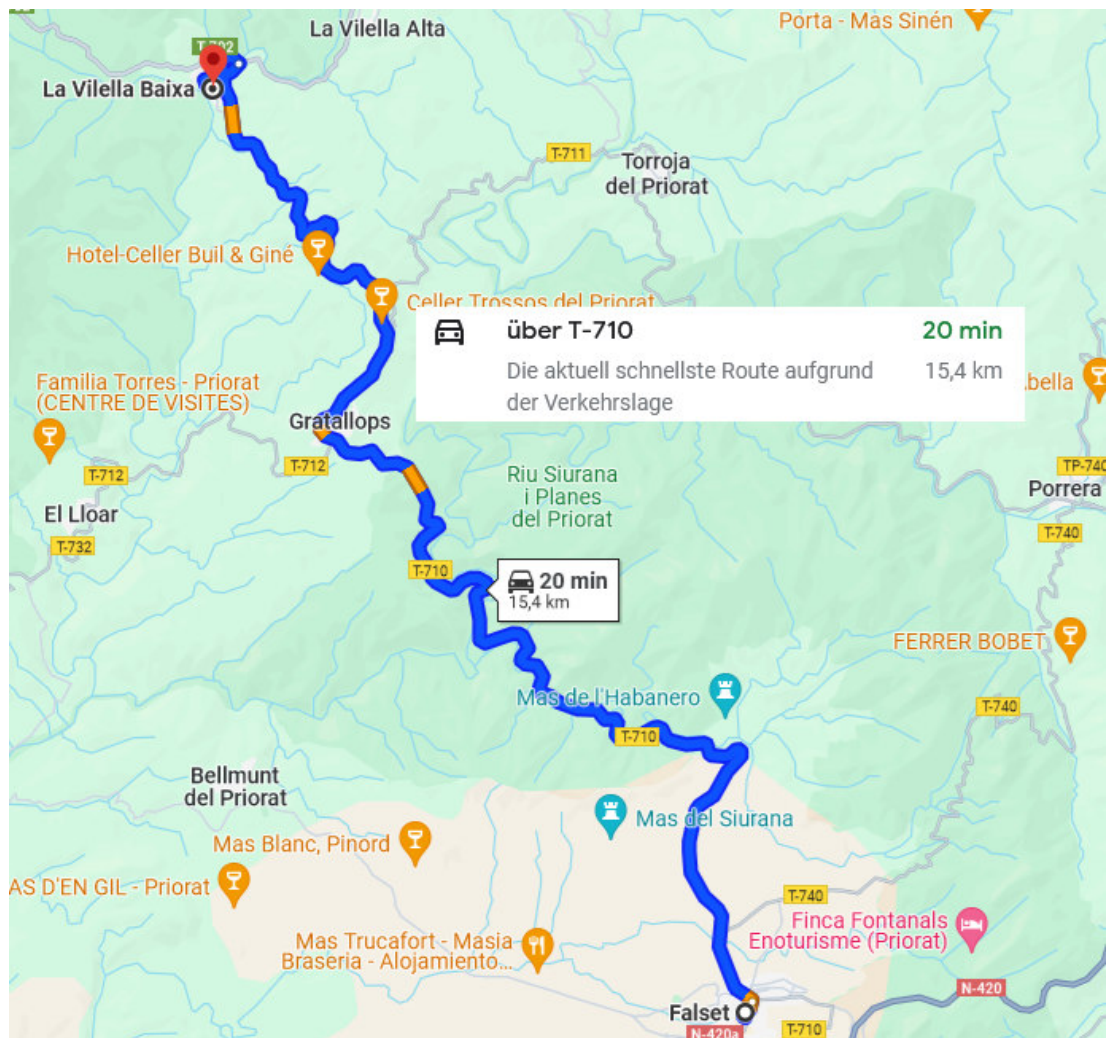 La Vilella Alta
Porta - Mas Sinén
T-702
La Vilella Baixa
T-711
Torroja
del Priorat
Hotel-Celler Buil & Giné
Celler Trossos del Priorat
über T-710
20 min
Die aktuell schnellste Route aufgrund
15,4 km
der Verkehrslage
Familia Torres - Priorat
(CENTRE DE VISITES)
Abella
Gratallops
T-712
T-712
Riu Siurana
i Planes
del Priorat
TP-740
Porrera
El Lloar
T-732
T-740
T-710
20 min
15,4 km
FERRER BOBET
Mas de l'Habanero
T-740
T-710
Bellmunt
del Priorat
Mas del Siurana
Mas Blanc, Pinord
AS D'EN GIL - Priorat
T-740
Finca Fontanals
Enoturisme (Priorat)
Mas Trucafort - Masia
Braseria - Alojamiento...
N-420
Falset
N-420a
T-710